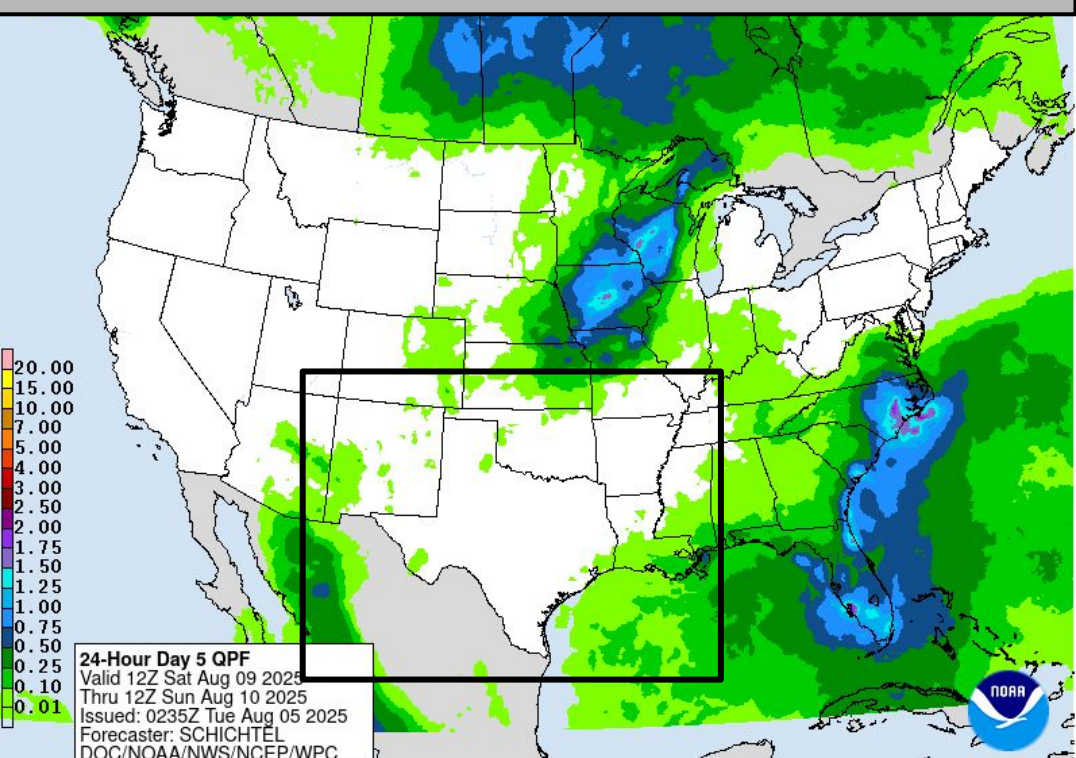 20.00
15.00
10.00
7.00
5.00
4.00
3.00
2.50
2.00
1.75
1.50
1.25
1.00
0.75
0.50
0.25
0.10
0.01
24-Hour Day 5 QPF
Valid 12Z Sat Aug 09 2025
Thru 12Z Sun Aug 10 2025
Issued: 0235Z Tue Aug 05 2025
Forecaster: SCHICHTEL
DOC/NOAA/NWS/NCEP/WPC
NOAA